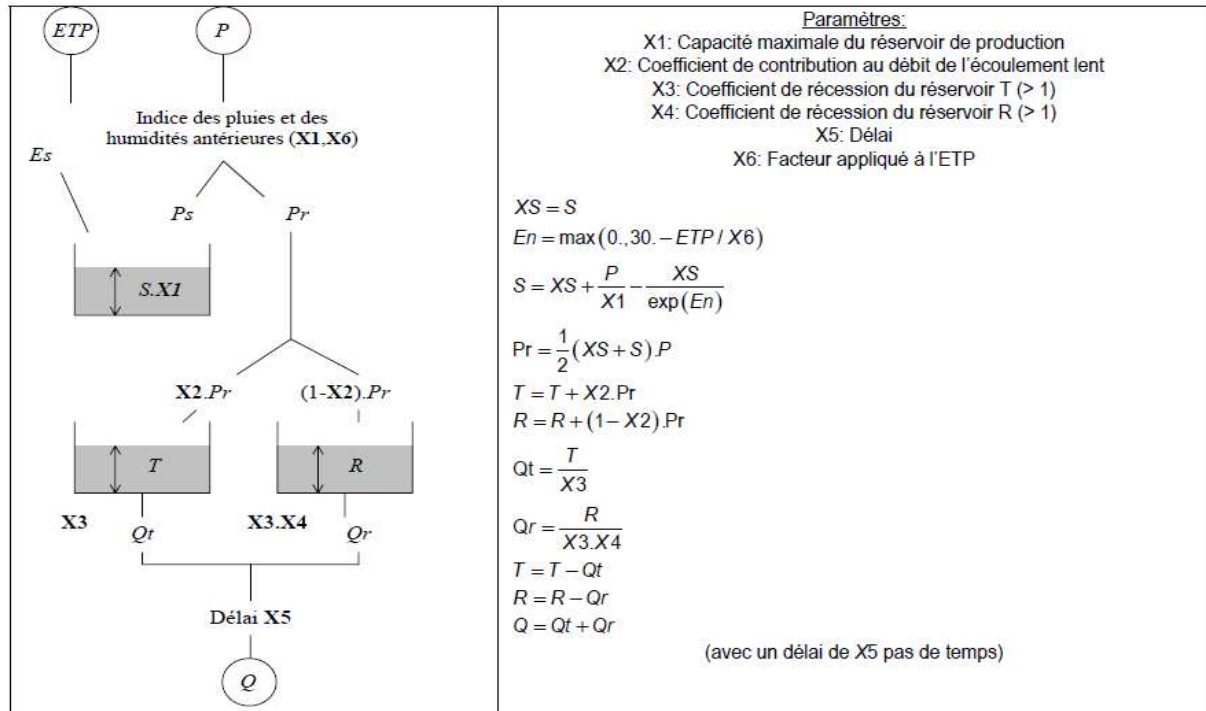 ETP P
Indice des pluies et des
humidités antérieures (X1,X6)
Es
Ps Pr
S.X1
X2.Pr (1-X2).Pr
T R
X3 Qt X3.X4 Qr
Délai X5
Q
Paramètres:
X1: Capacité maximale du réservoir de production
X2: Coefficient de contribution au débit de l'écoulement lent
X3: Coefficient de récession du réservoir T (> 1)
X4: Coefficient de récession du réservoir R (> 1)
X5: Délai
X6: Facteur appliqué à l'ETP
XS = S
En = max(0.,30. – ETP / X6)
S = XS + P/X1 – XS/exp(En)
Pr = 1/2 (XS + S).P
T = T + X2.Pr
R = R + (1 – X2).Pr
Qt = T/X3
Qr = R/X3.X4
T = T – Qt
R = R – Qr
Q = Qt + Qr
(avec un délai de X5 pas de temps)